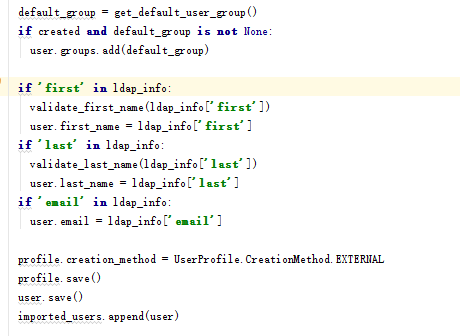 default_group = get_default_user_group()
if created and default_group is not None:
  user.groups.add(default_group)
if 'first' in ldap_info:
  validate_first_name(ldap_info['first'])
  user.first_name = ldap_info['first']
if 'last' in ldap_info:
  validate_last_name(ldap_info['last'])
  user.last_name = ldap_info['last']
if 'email' in ldap_info:
  user.email = ldap_info['email']
profile.creation_method = UserProfile.CreationMethod.EXTERNAL
profile.save()
user.save()
imported_users.append(user)